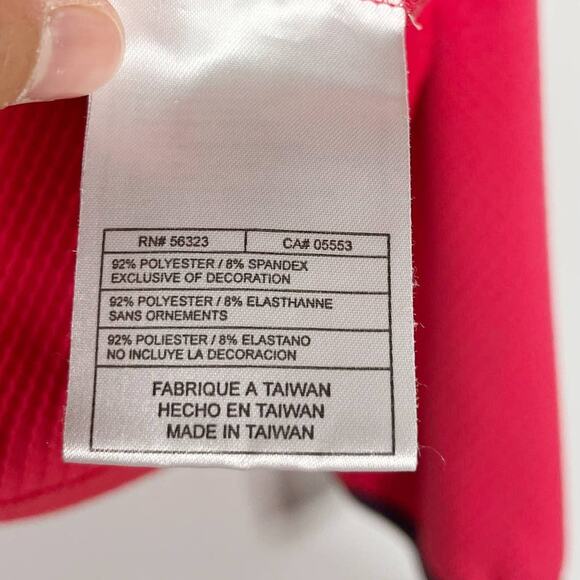 RN# 56323 CA# 05553
92% POLYESTER / 8% SPANDEX
EXCLUSIVE OF DECORATION
92% POLYESTER / 8% ELASTHANNE
SANS ORNEMENTS
92% POLIESTER / 8% ELASTANO
NO INCLUYE LA DECORACION
FABRIQUE A TAIWAN
HECHO EN TAIWAN
MADE IN TAIWAN